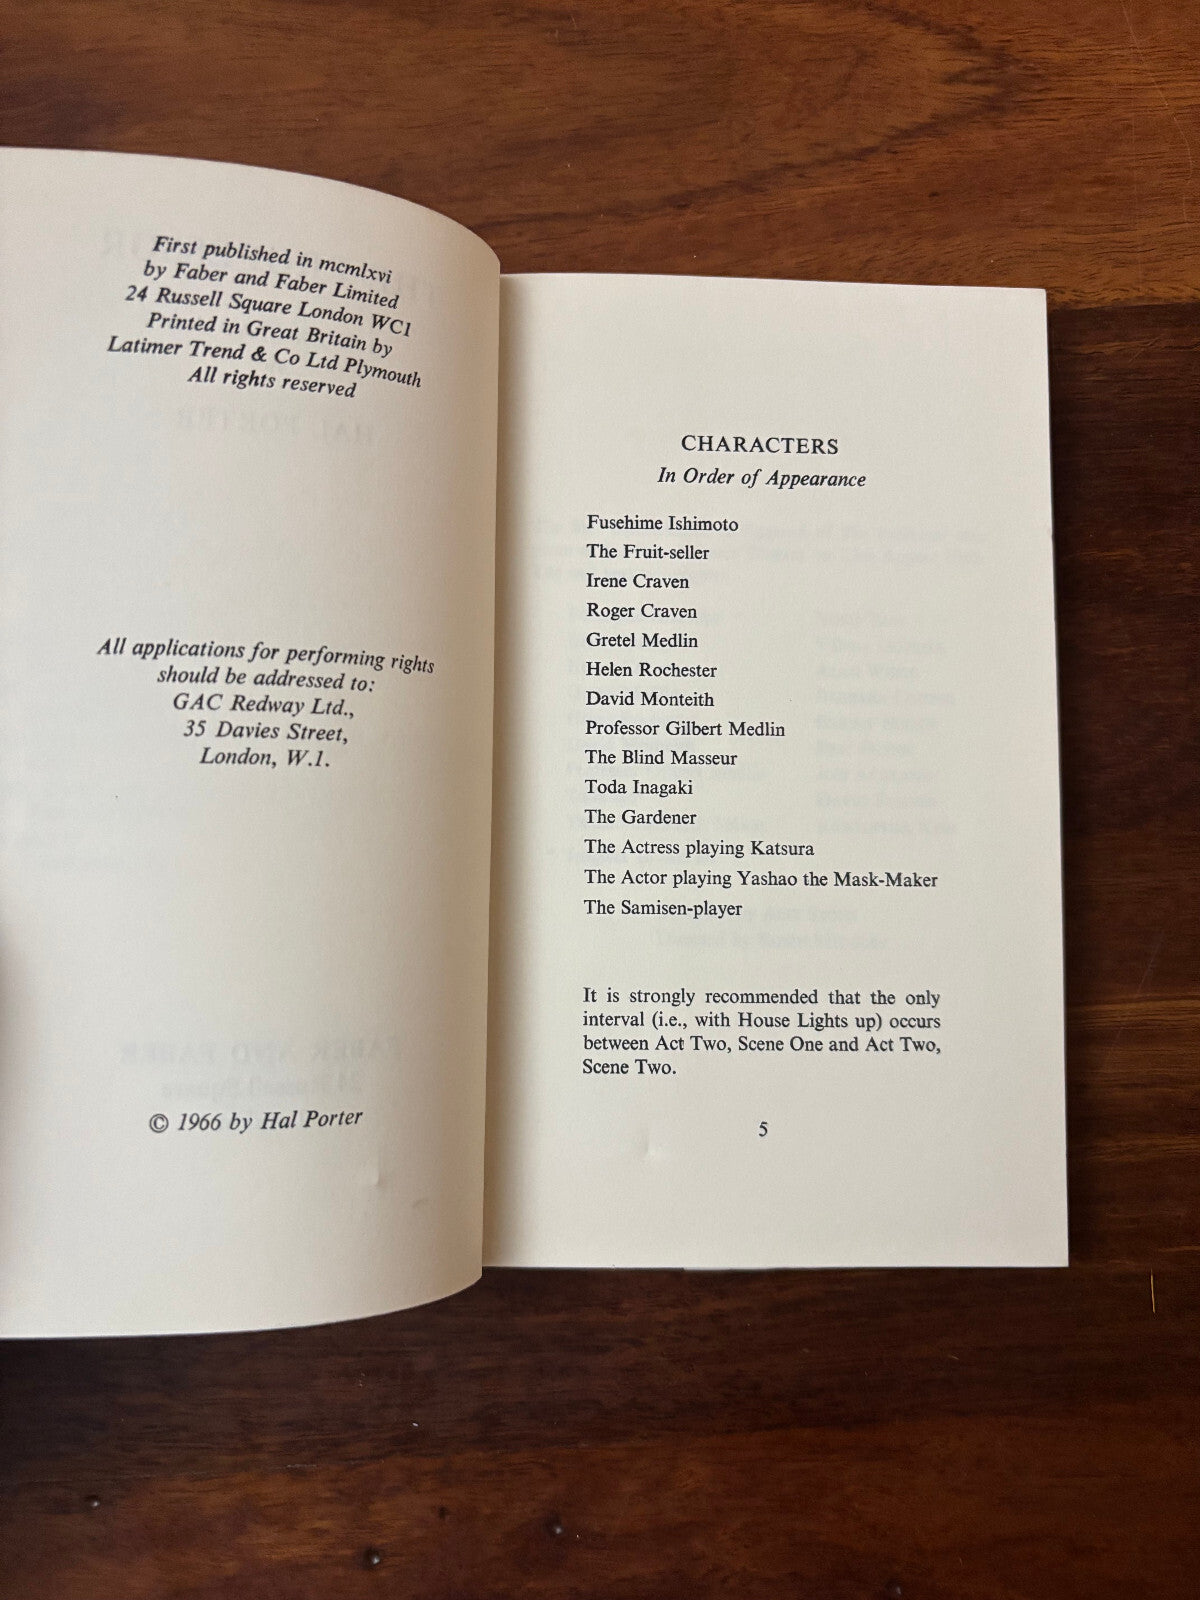 First published in mcmlxvi
by Faber and Faber Limited
24 Russell Square London WC1
Printed in Great Britain by
Latimer Trend & Co Ltd Plymouth
All rights reserved
All applications for performing rights
should be addressed to:
GAC Redway Ltd.,
35 Davies Street,
London, W.1.
© 1966 by Hal Porter
CHARACTERS
In Order of Appearance
Fusehime Ishimoto
The Fruit-seller
Irene Craven
Roger Craven
Gretel Medlin
Helen Rochester
David Monteith
Professor Gilbert Medlin
The Blind Masseur
Toda Inagaki
The Gardener
The Actress playing Katsura
The Actor playing Yashao the Mask-Maker
The Samisen-player
It is strongly recommended that the only
interval (i.e., with House Lights up) occurs
between Act Two, Scene One and Act Two,
Scene Two.
5